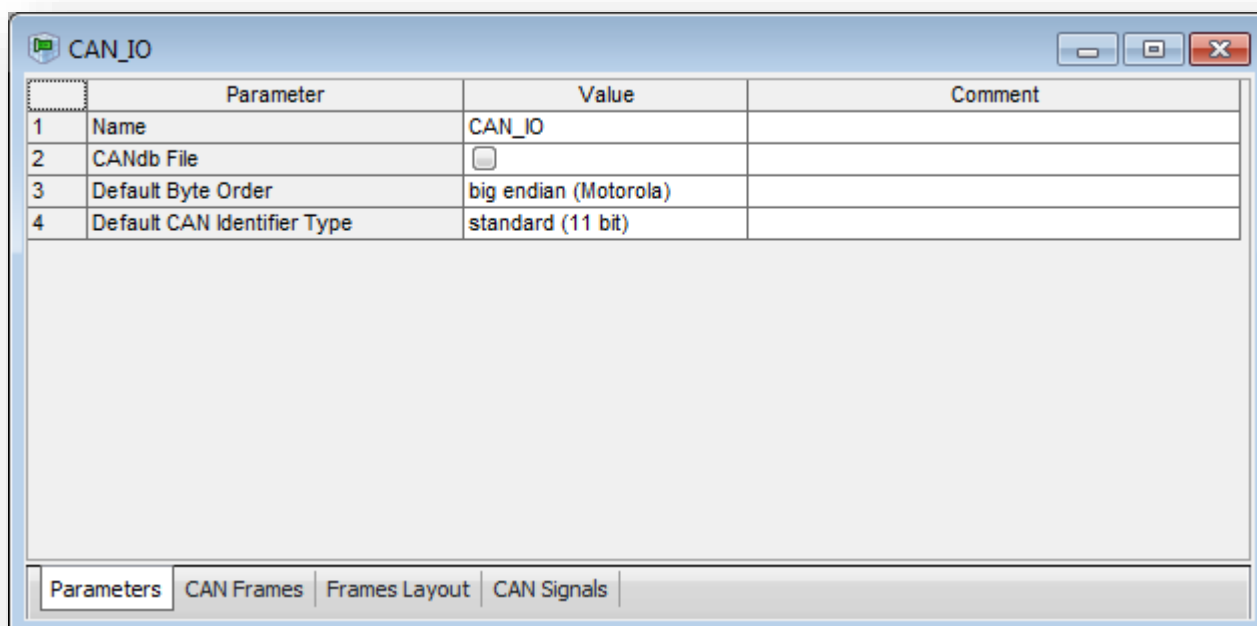 CAN_IO
Parameter Value Comment
1 Name CAN_IO
2 CANdb File
3 Default Byte Order big endian (Motorola)
4 Default CAN Identifier Type standard (11 bit)
Parameters CAN Frames Frames Layout CAN Signals